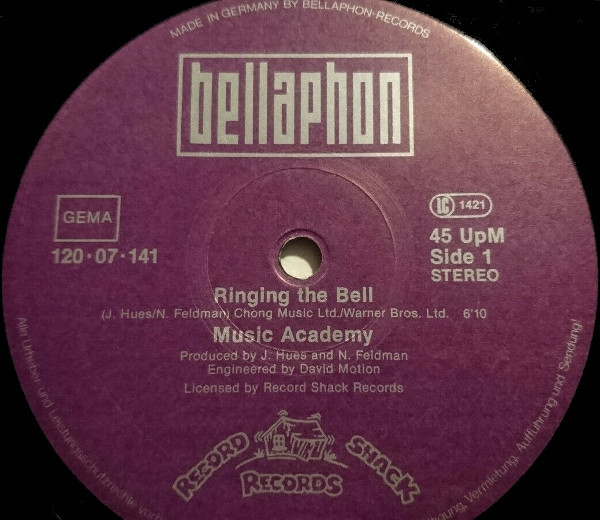 MADE IN GERMANY BY BELLAPHON-RECORDS
bellaphon
GEMA
120·07·141
LC 1421
45 UpM
Side 1
STEREO
Ringing the Bell
(J. Hues/N. Feldman) Chong Music Ltd./Warner Bros. Ltd. 6'10
Music Academy
Produced by J. Hues and N. Feldman
Engineered by David Motion
Licensed by Record Shack Records
RECORD SHACK
RECORDS
Alle Urheber und Leistungsschutzrechte
Vermietung, Aufführung und Sendung!